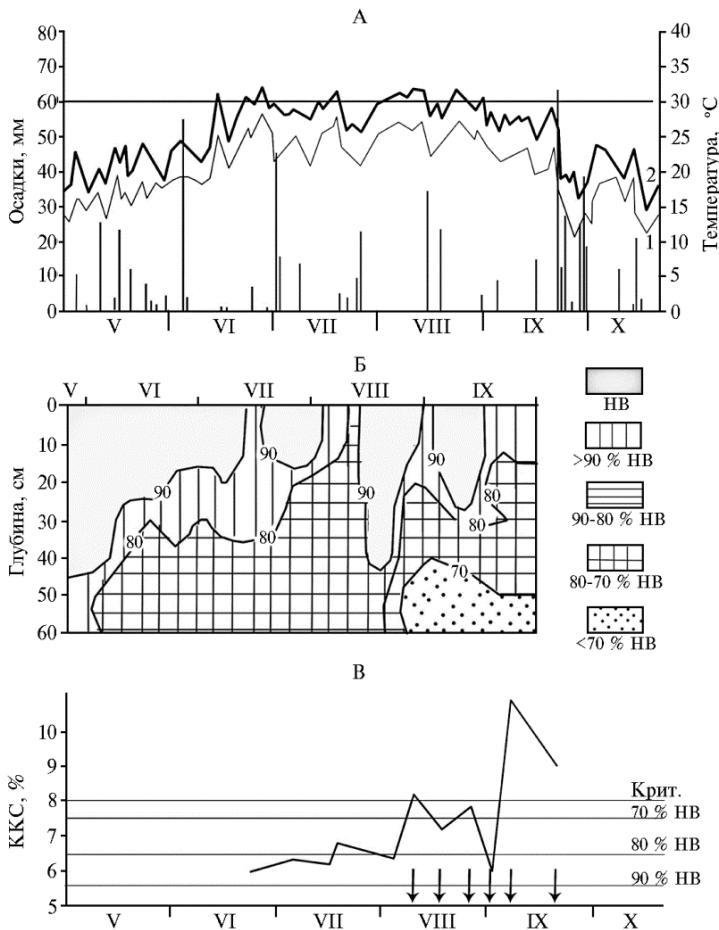 А
Осадки, мм
80
70
60
50
40
30
20
10
0
40
35
30
25
20
15
10
5
0
Температура, °С
2
1
V VI VII VIII IX X
Б
V VI VII VIII IX
Глубина, см
0
10
20
30
40
50
60
90
90
90
90
80
80
80
80
80
70
НВ
>90 % НВ
90-80 % НВ
80-70 % НВ
<70 % НВ
В
ККС, %
10
9
8
7
6
5
Крит.
70 % НВ
80 % НВ
90 % НВ
V VI VII VIII IX X